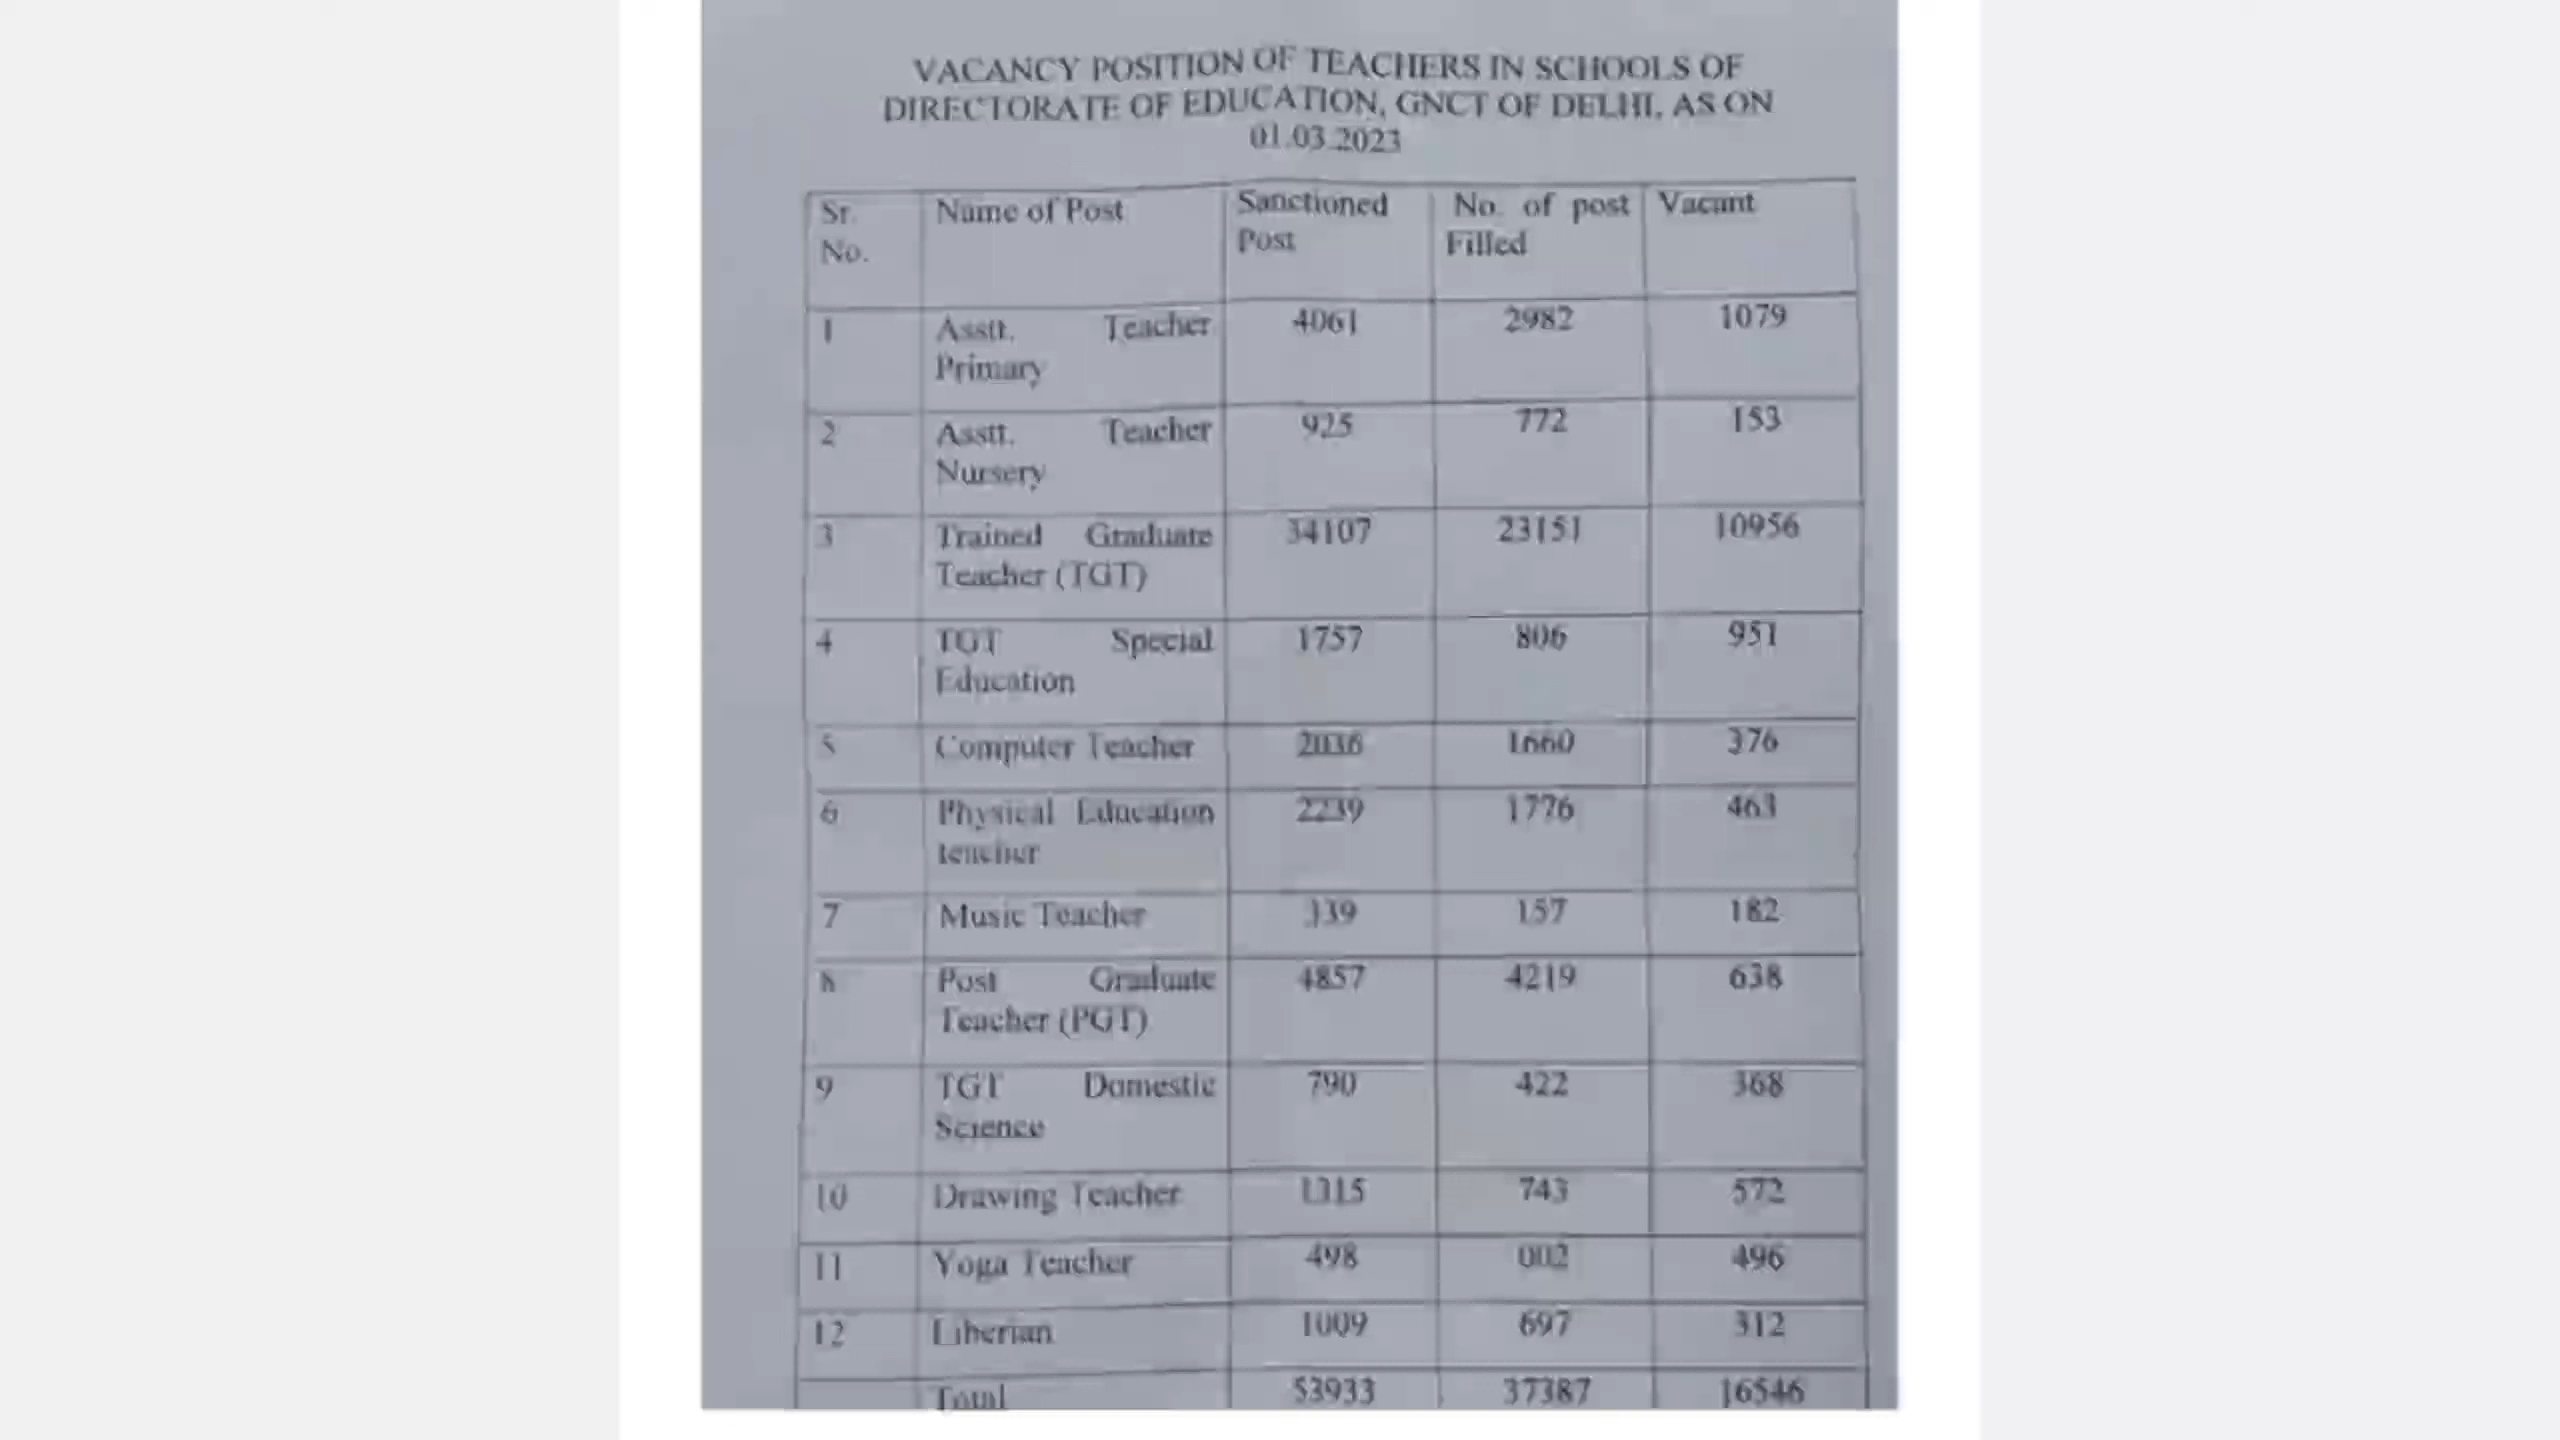 VACANCY POSITION OF TEACHERS IN SCHOOLS OF
DIRECTORATE OF EDUCATION, GNCT OF DELHI, AS ON
01.03.2023
Sr. No. Name of Post Sanctioned Post No. of post Filled Vacant
1 Asstt. Teacher Primary 4061 2982 1079
2 Asstt. Teacher Nursery 925 772 153
3 Trained Graduate Teacher (TGT) 34107 23151 10956
4 TGT Special Education 1757 806 951
5 Computer Teacher 2036 1660 376
6 Physical Education teacher 2239 1776 463
7 Music Teacher 339 157 182
8 Post Graduate Teacher (PGT) 4857 4219 638
9 TGT Domestic Science 790 422 368
10 Drawing Teacher 1315 743 572
11 Yoga Teacher 498 002 496
12 Liberian 1009 697 312
Total 53933 37387 16546